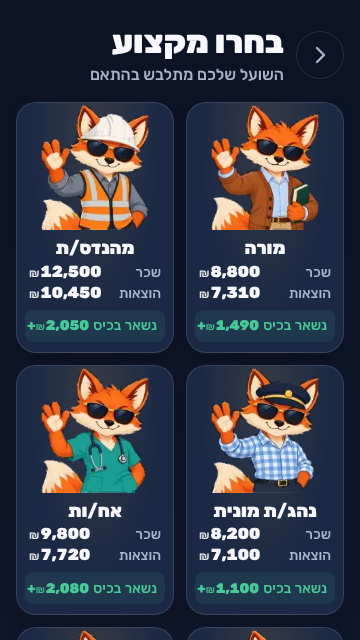 בחרו מקצוע
השועל שלכם מתלבש בהתאם
מורה
שכר ₪8,800
הוצאות ₪7,310
נשאר בכיס +₪1,490
מהנדס/ת
שכר ₪12,500
הוצאות ₪10,450
נשאר בכיס +₪2,050
נהג/ת מונית
שכר ₪8,200
הוצאות ₪7,100
נשאר בכיס +₪1,100
אח/ות
שכר ₪9,800
הוצאות ₪7,720
נשאר בכיס +₪2,080